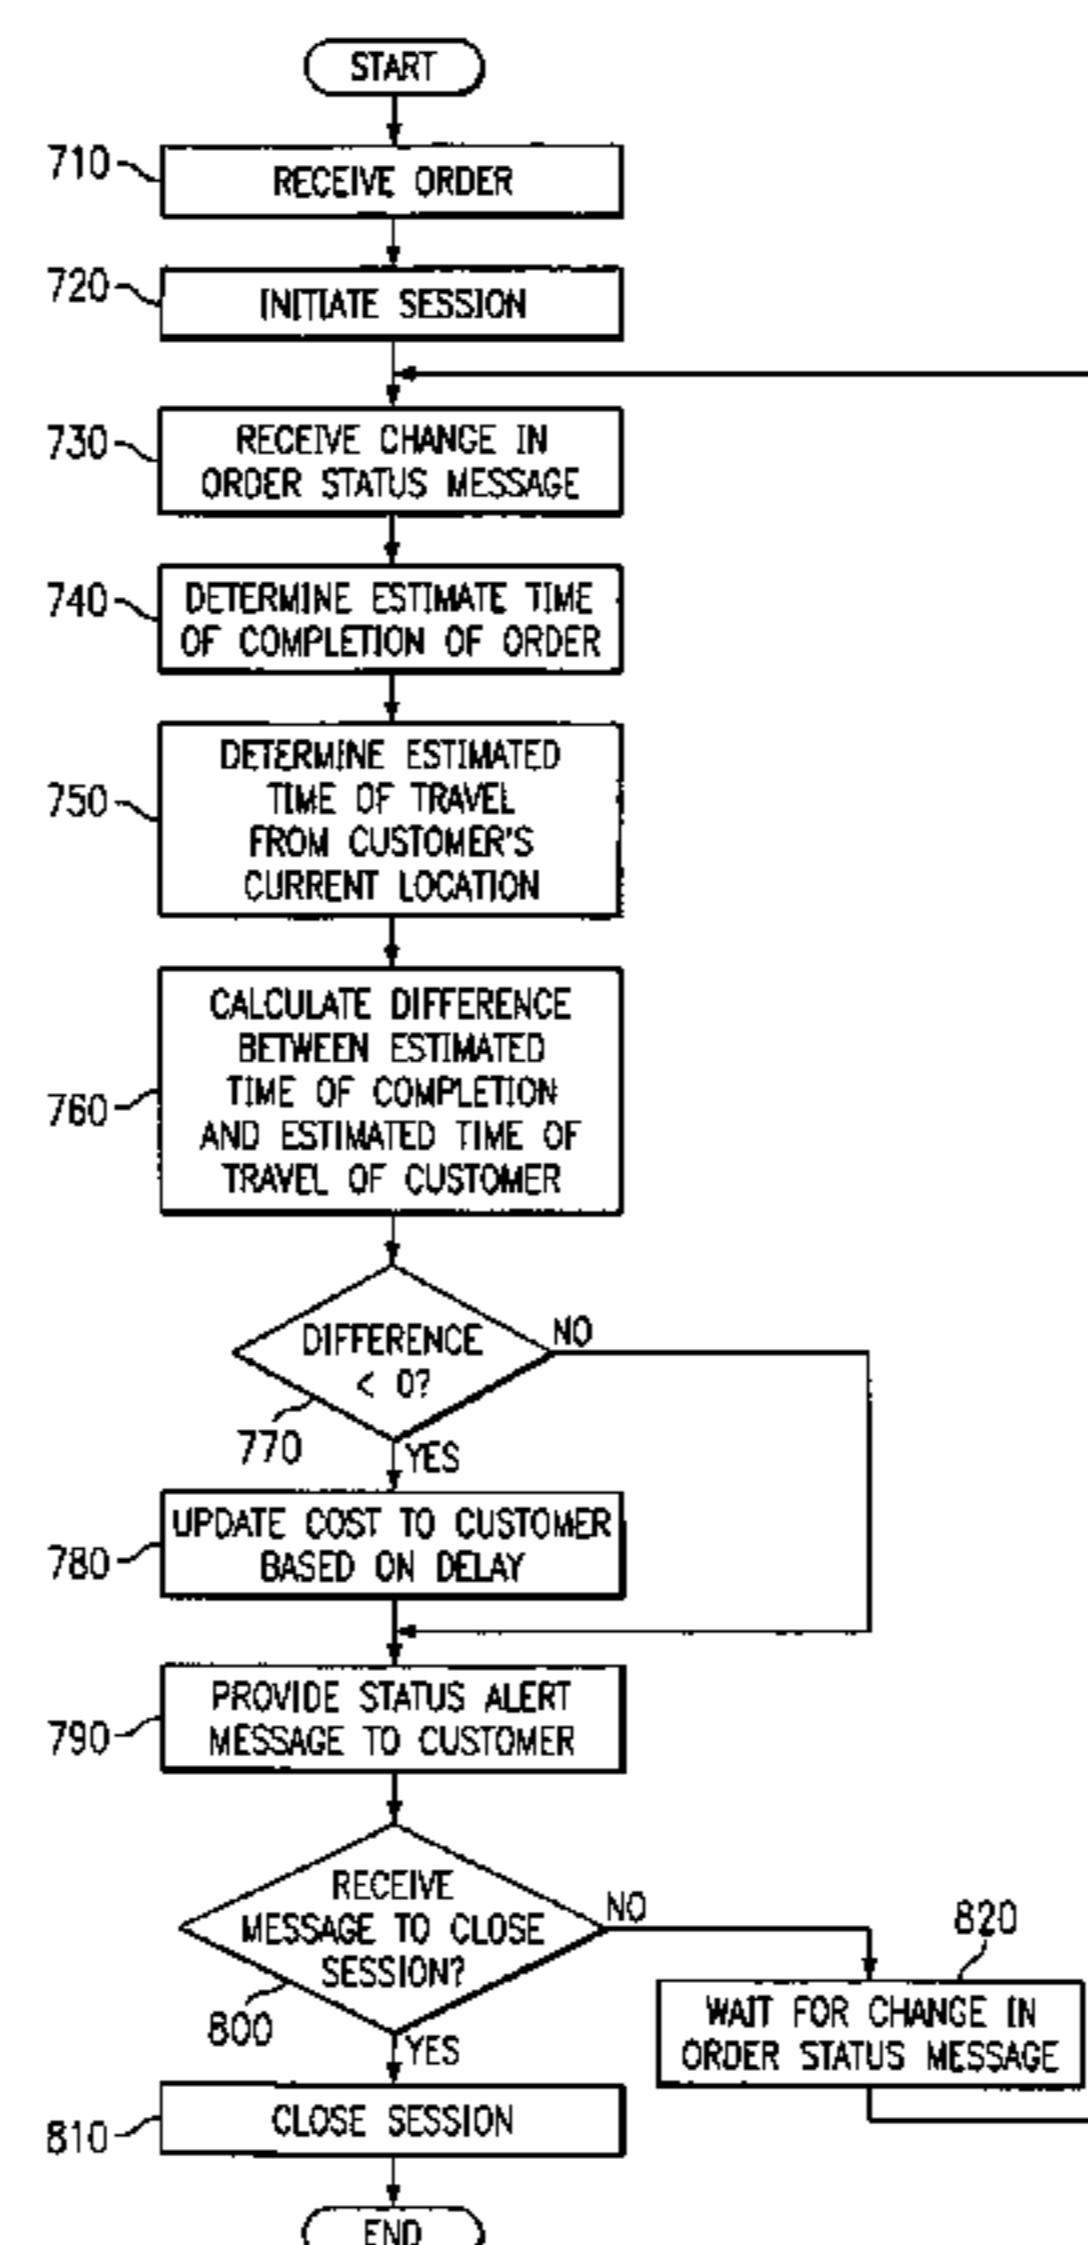 START
710
RECEIVE ORDER
720
INITIATE SESSION
730
RECEIVE CHANGE IN
ORDER STATUS MESSAGE
740
DETERMINE ESTIMATE TIME
OF COMPLETION OF ORDER
750
DETERMINE ESTIMATED
TIME OF TRAVEL
FROM CUSTOMER'S
CURRENT LOCATION
760
CALCULATE DIFFERENCE
BETWEEN ESTIMATED
TIME OF COMPLETION
AND ESTIMATED TIME OF
TRAVEL OF CUSTOMER
DIFFERENCE
< 0?
NO
770
YES
780
UPDATE COST TO CUSTOMER
BASED ON DELAY
790
PROVIDE STATUS ALERT
MESSAGE TO CUSTOMER
RECEIVE
MESSAGE TO CLOSE
SESSION?
NO
800
YES
820
WAIT FOR CHANGE IN
ORDER STATUS MESSAGE
810
CLOSE SESSION
END